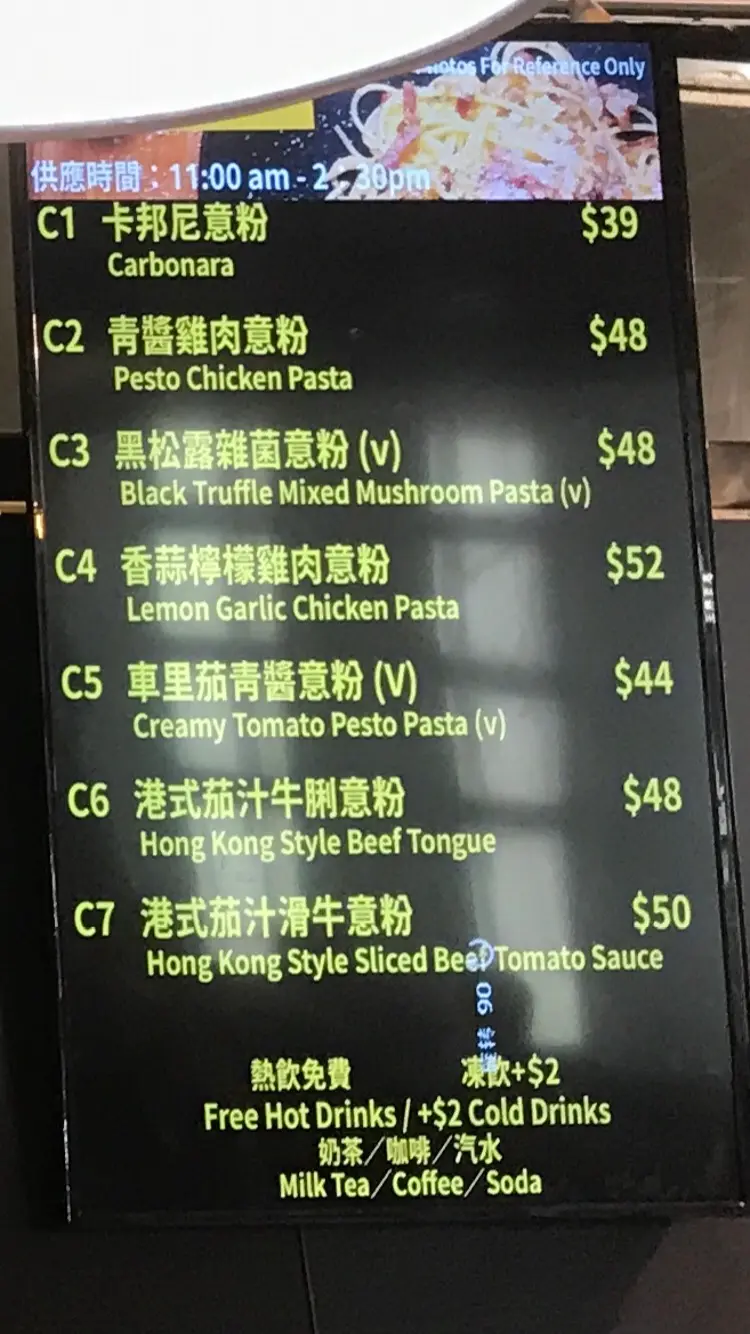 Photos For Reference Only
供應時間：11:00 am - 2:30pm
C1 卡邦尼意粉 $39
Carbonara
C2 青醬雞肉意粉 $48
Pesto Chicken Pasta
C3 黑松露雜菌意粉 (v) $48
Black Truffle Mixed Mushroom Pasta (v)
C4 香蒜檸檬雞肉意粉 $52
Lemon Garlic Chicken Pasta
C5 車里茄青醬意粉 (V) $44
Creamy Tomato Pesto Pasta (v)
C6 港式茄汁牛脷意粉 $48
Hong Kong Style Beef Tongue
C7 港式茄汁滑牛意粉 $50
Hong Kong Style Sliced Beef Tomato Sauce
熱飲免費 凍飲+$2
Free Hot Drinks / +$2 Cold Drinks
奶茶／咖啡／汽水
Milk Tea／Coffee／Soda
90